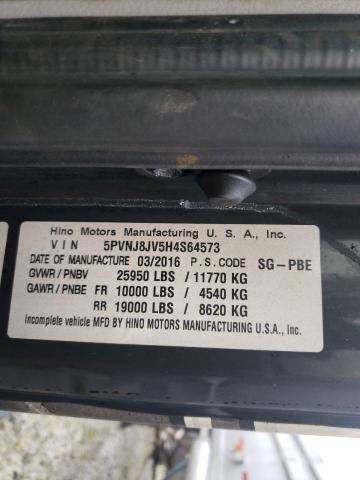 Hino Motors Manufacturing U. S. A., Inc.
VIN 5PVNJ8JV5H4S64573
DATE OF MANUFACTURE 03/2016 P.S.CODE SG-PBE
GVWR/PNBV 25950 LBS / 11770 KG
GAWR/PNBE FR 10000 LBS / 4540 KG
RR 19000 LBS / 8620 KG
Incomplete vehicle MFD BY HINO MOTORS MANUFACTURING U.S.A., Inc.